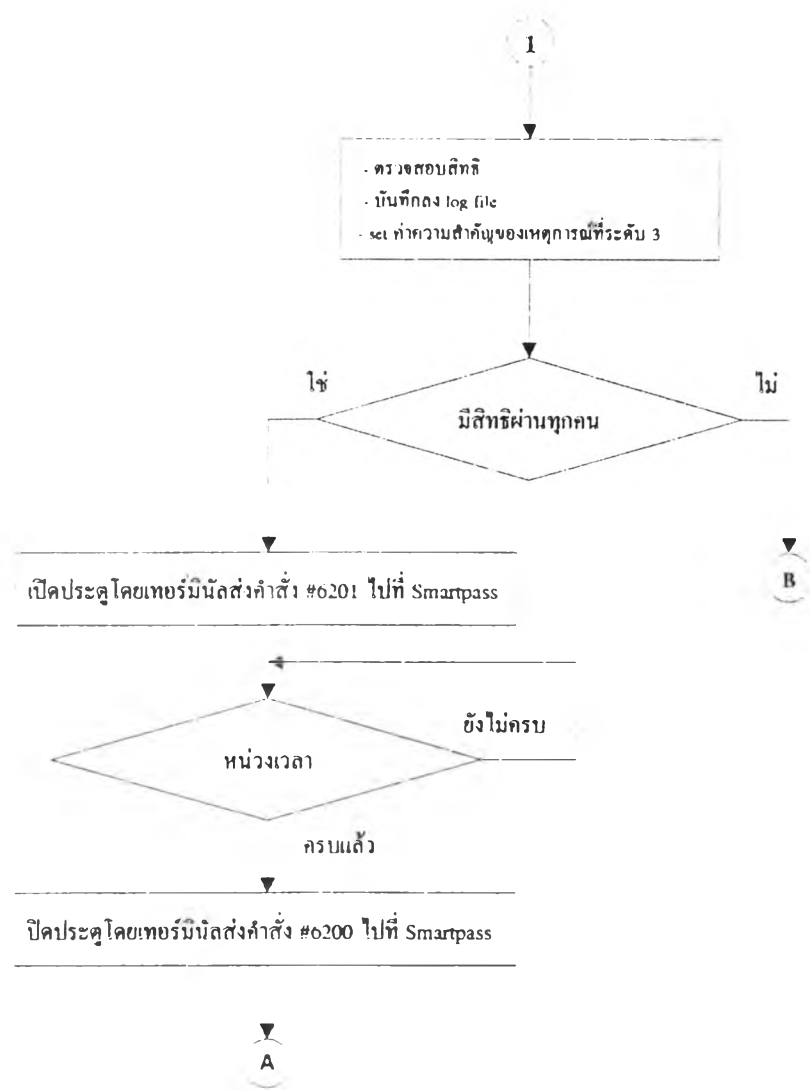 1
- ตรวจสอบสิทธิ
- บันทึกลง log file
- set ค่าความสำคัญของเหตุการณ์ที่ระดับ 3
ใช่
ไม่
มีสิทธิผ่านทุกคน
เปิดประตูโดยเทอร์มินัลส่งคำสั่ง #6201 ไปที่ Smartpass
B
ยังไม่ครบ
หน่วงเวลา
ครบแล้ว
ปิดประตูโดยเทอร์มินัลส่งคำสั่ง #6200 ไปที่ Smartpass
A